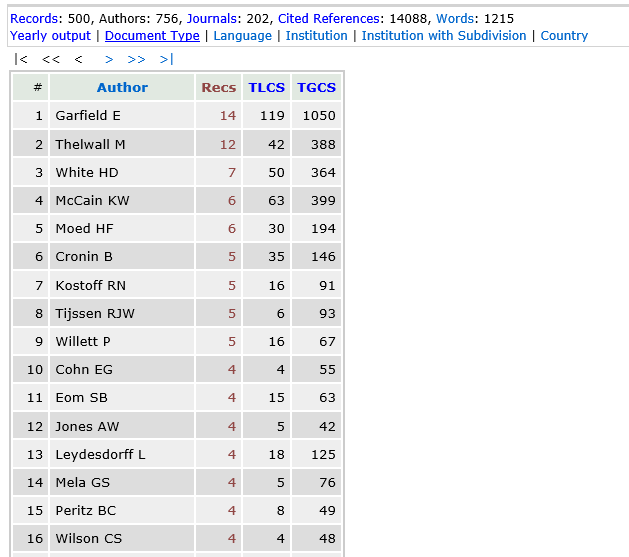 Records: 500, Authors: 756, Journals: 202, Cited References: 14088, Words: 1215
Yearly output | Document Type | Language | Institution | Institution with Subdivision | Country
|< << < > >> >|
# Author Recs TLCS TGCS
1 Garfield E 14 119 1050
2 Thelwall M 12 42 388
3 White HD 7 50 364
4 McCain KW 6 63 399
5 Moed HF 6 30 194
6 Cronin B 5 35 146
7 Kostoff RN 5 16 91
8 Tijssen RJW 5 6 93
9 Willett P 5 16 67
10 Cohn EG 4 4 55
11 Eom SB 4 15 63
12 Jones AW 4 5 42
13 Leydesdorff L 4 18 125
14 Mela GS 4 5 76
15 Peritz BC 4 8 49
16 Wilson CS 4 4 48